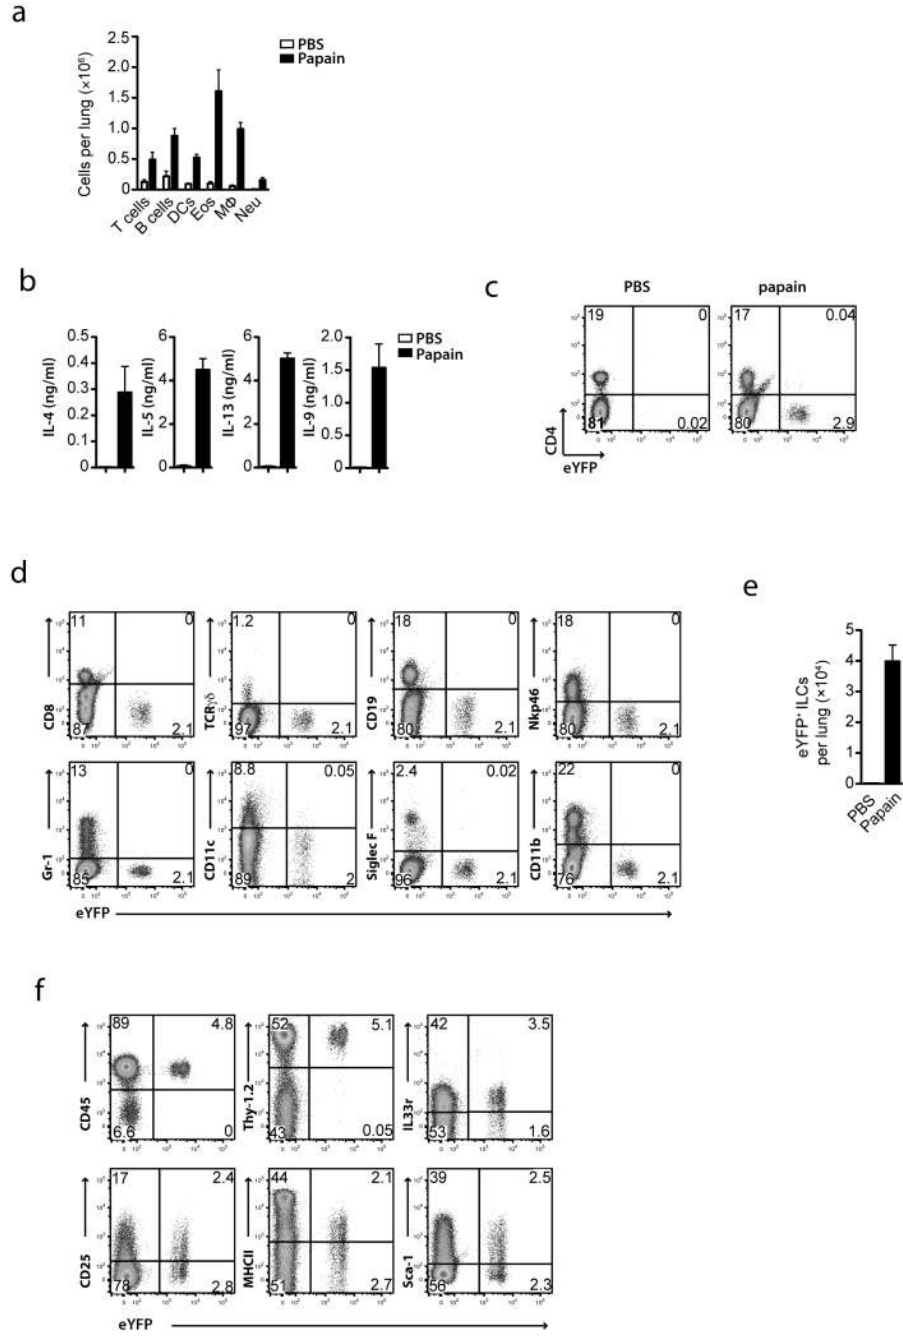 a
PBS
Papain
Cells per lung (×10⁶)
2.5
2.0
1.5
1.0
0.5
0
T cells
B cells
DCs
Eos
MΦ
Neu
b
PBS
Papain
IL-4 (ng/ml)
0.5
0.4
0.3
0.2
0.1
0
IL-5 (ng/ml)
6
4
2
0
IL-13 (ng/ml)
6
4
2
0
IL-9 (ng/ml)
2.0
1.5
1.0
0.5
0
c
PBS
papain
19 0
81 0.02
17 0.04
80 2.9
CD4
eYFP
d
CD8
11 0
87 2.1
TCRγδ
1.2 0
97 2.1
CD19
18 0
80 2.1
Nkp46
18 0
80 2.1
Gr-1
13 0
85 2.1
CD11c
8.8 0.05
89 2
Siglec F
2.4 0.02
96 2.1
CD11b
22 0
76 2.1
eYFP
e
eYFP⁺ ILCs
per lung (×10⁴)
5
4
3
2
1
0
PBS
Papain
f
CD45
89 4.8
6.6 0
Thy-1.2
52 5.1
43 0.05
IL33r
42 3.5
53 1.6
CD25
17 2.4
78 2.8
MHCII
44 2.1
51 2.7
Sca-1
39 2.5
56 2.3
eYFP